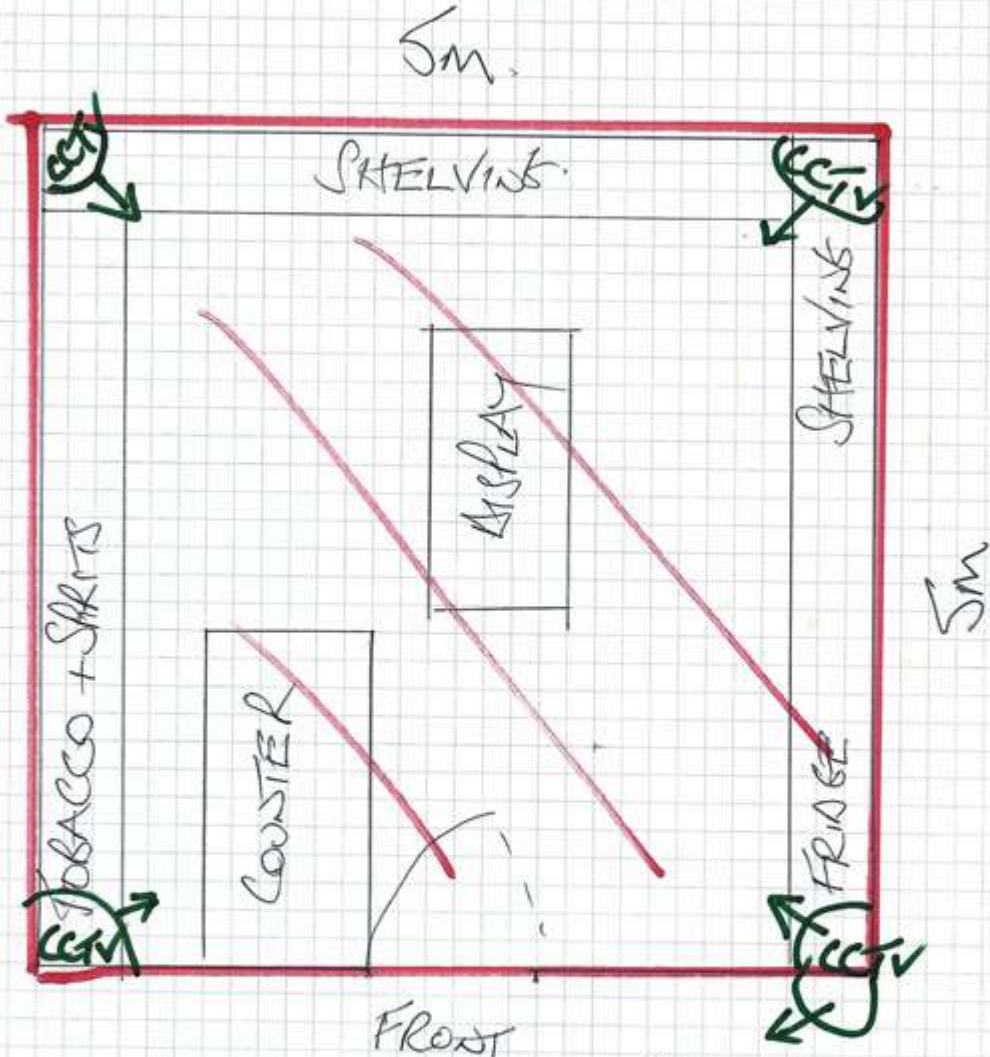 5m.
CCTV
SHELVING.
CCTV
SHELVING
DISPLAY
5m
TOBACCO + SPIRITS
COUNTER
FRIDGE
CCTV
CCTV
FRONT